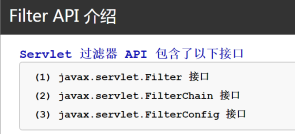 Filter API 介绍
Servlet 过滤器 API 包含了以下接口
(1) javax.servlet.Filter 接口
(2) javax.servlet.FilterChain 接口
(3) javax.servlet.FilterConfig 接口